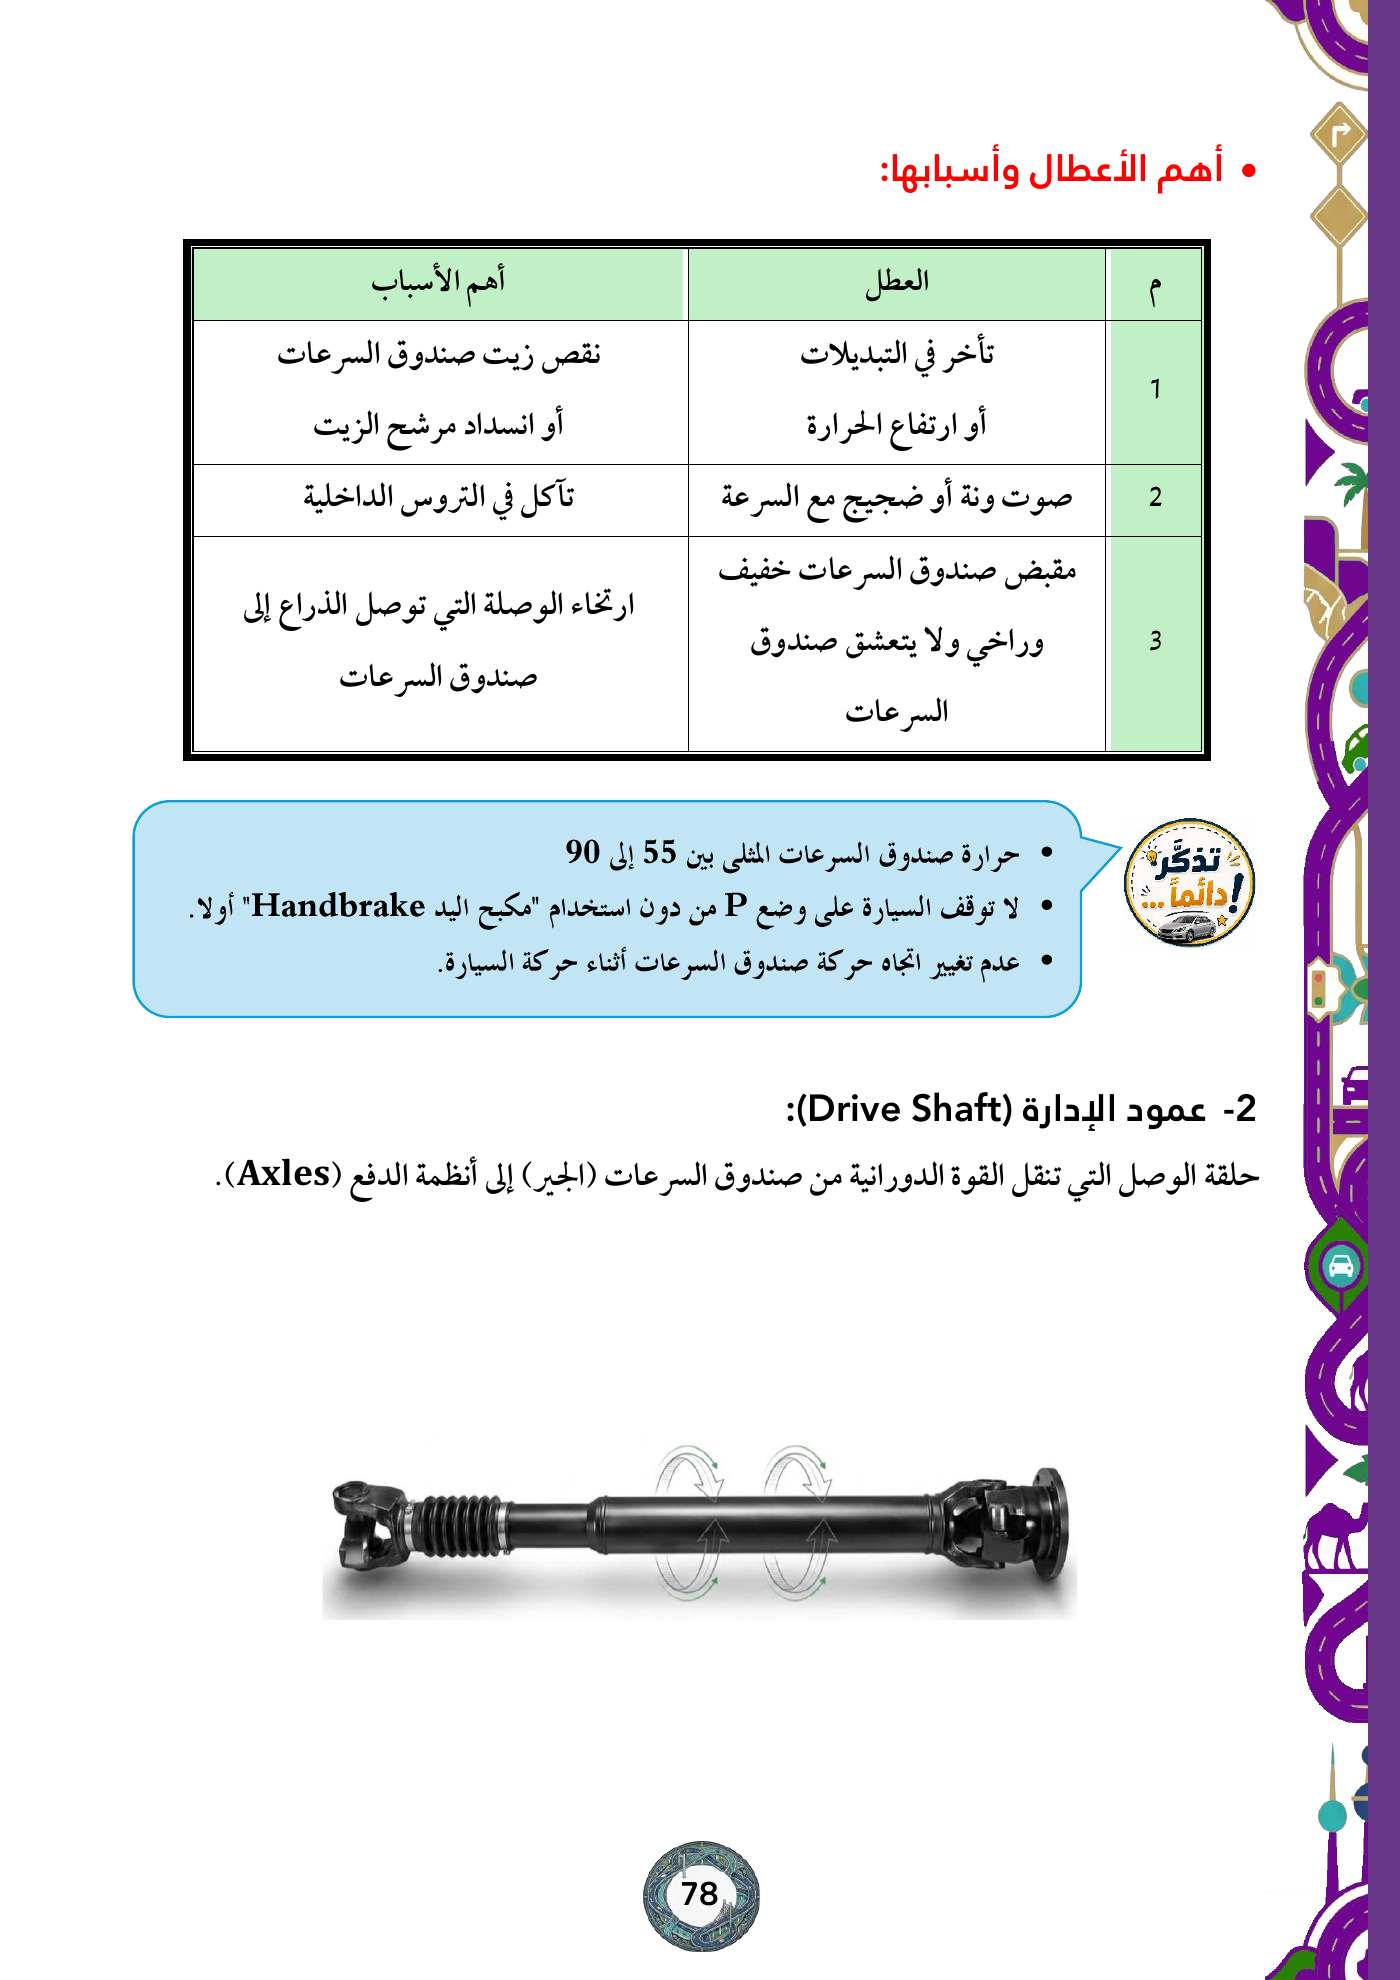 • أهم الأعطال وأسبابها:
م العطل أهم الأسباب
1 تأخر في التبديلات نقص زيت صندوق السرعات
أو ارتفاع الحرارة أو انسداد مرشح الزيت
2 صوت ونة أو ضجيج مع السرعة تآكل في التروس الداخلية
3 مقبض صندوق السرعات خفيف ارتخاء الوصلة التي توصل الذراع إلى
وراخي ولا يتعشق صندوق صندوق السرعات
السرعات
تذكَّر
دائماً ... !
• حرارة صندوق السرعات المثلى بين 55 إلى 90
• لا توقف السيارة على وضع P من دون استخدام "مكبح اليد Handbrake" أولا.
• عدم تغيير اتجاه حركة صندوق السرعات أثناء حركة السيارة.
2- عمود الإدارة (Drive Shaft):
حلقة الوصل التي تنقل القوة الدورانية من صندوق السرعات (الجير) إلى أنظمة الدفع (Axles).
78